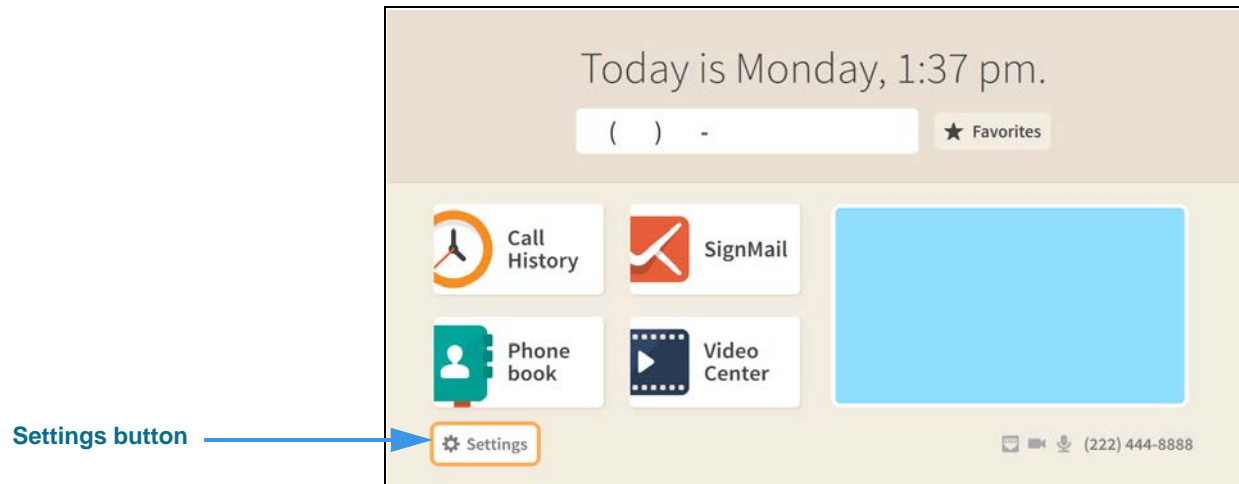 Today is Monday, 1:37 pm.
( ) -
Favorites
Call
History
SignMail
Phone
book
Video
Center
Settings button
Settings
(222) 444-8888